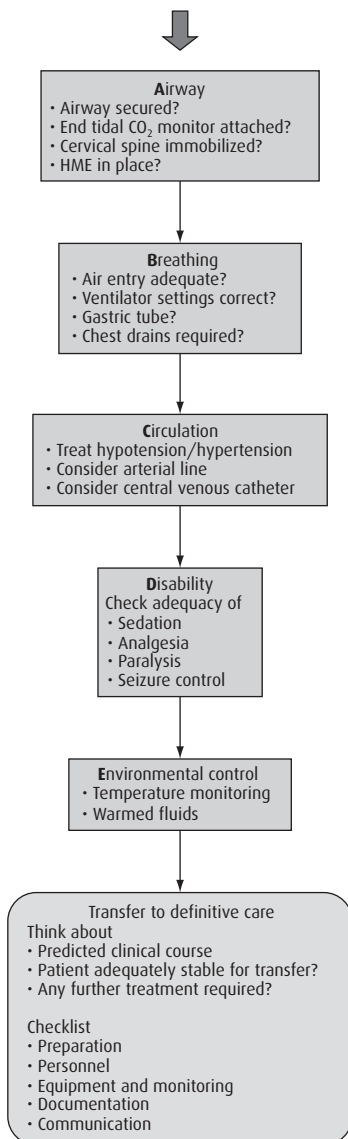 Airway
• Airway secured?
• End tidal CO₂ monitor attached?
• Cervical spine immobilized?
• HME in place?
Breathing
• Air entry adequate?
• Ventilator settings correct?
• Gastric tube?
• Chest drains required?
Circulation
• Treat hypotension/hypertension
• Consider arterial line
• Consider central venous catheter
Disability
Check adequacy of
• Sedation
• Analgesia
• Paralysis
• Seizure control
Environmental control
• Temperature monitoring
• Warmed fluids
Transfer to definitive care
Think about
• Predicted clinical course
• Patient adequately stable for transfer?
• Any further treatment required?
Checklist
• Preparation
• Personnel
• Equipment and monitoring
• Documentation
• Communication